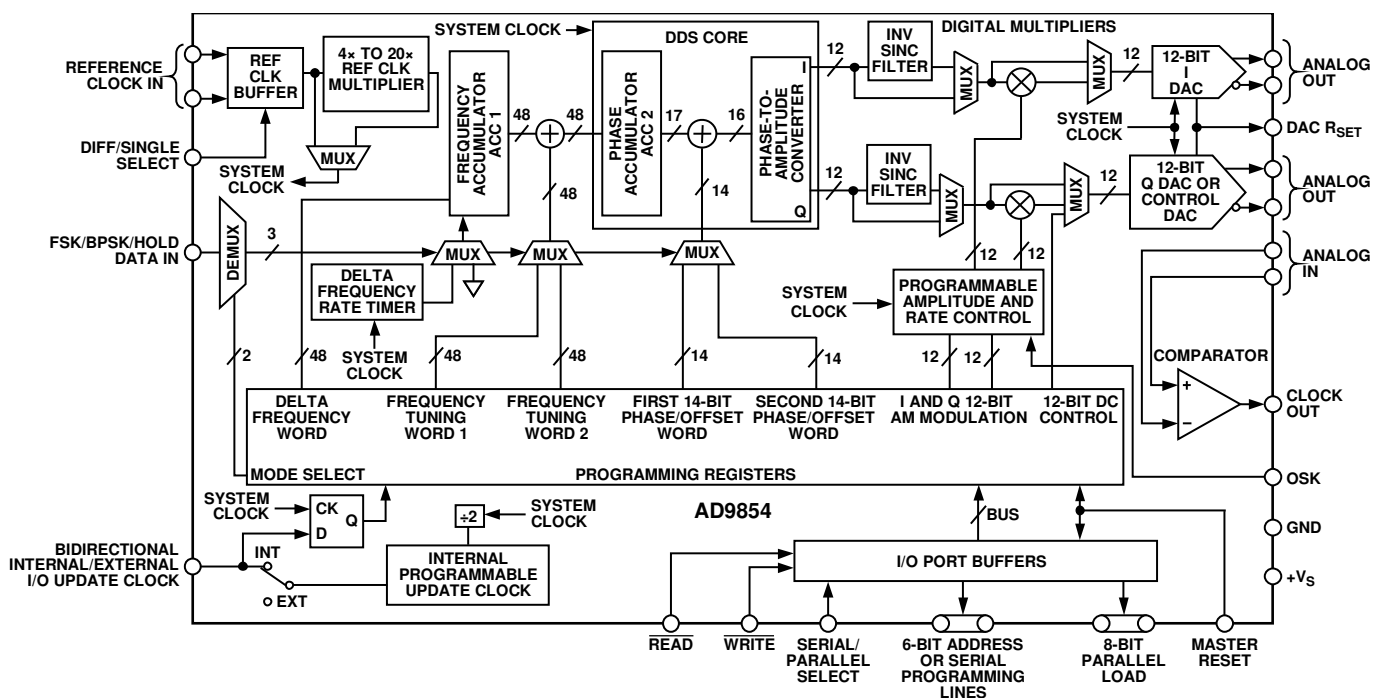 SYSTEM CLOCK
DIGITAL MULTIPLIERS
REFERENCE
CLOCK IN
REF
CLK
BUFFER
4× TO 20×
REF CLK
MULTIPLIER
MUX
DIFF/SINGLE
SELECT
SYSTEM
CLOCK
FREQUENCY
ACCUMULATOR
ACC 1
48
48
48
DDS CORE
PHASE
ACCUMULATOR
ACC 2
17
16
14
PHASE-TO-
AMPLITUDE
CONVERTER
I
Q
12
INV
SINC
FILTER
MUX
MUX
12
12-BIT
I
DAC
ANALOG
OUT
SYSTEM
CLOCK
DAC RSET
12
INV
SINC
FILTER
MUX
MUX
12
12-BIT
Q DAC OR
CONTROL
DAC
ANALOG
OUT
FSK/BPSK/HOLD
DATA IN
DEMUX
3
MUX
MUX
MUX
12
12
ANALOG
IN
DELTA
FREQUENCY
RATE TIMER
SYSTEM
CLOCK
SYSTEM
CLOCK
PROGRAMMABLE
AMPLITUDE AND
RATE CONTROL
2
48
48
48
14
14
12
12
COMPARATOR
+
−
CLOCK
OUT
DELTA
FREQUENCY
WORD
FREQUENCY
TUNING
WORD 1
FREQUENCY
TUNING
WORD 2
FIRST 14-BIT
PHASE/OFFSET
WORD
SECOND 14-BIT
PHASE/OFFSET
WORD
I AND Q 12-BIT
AM MODULATION
12-BIT DC
CONTROL
MODE SELECT
PROGRAMMING REGISTERS
OSK
SYSTEM
CLOCK
CK
Q
D
÷2
SYSTEM
CLOCK
AD9854
BUS
GND
BIDIRECTIONAL
INTERNAL/EXTERNAL
I/O UPDATE CLOCK
INT
EXT
INTERNAL
PROGRAMMABLE
UPDATE CLOCK
I/O PORT BUFFERS
+VS
READ
WRITE
SERIAL/
PARALLEL
SELECT
6-BIT ADDRESS
OR SERIAL
PROGRAMMING
LINES
8-BIT
PARALLEL
LOAD
MASTER
RESET